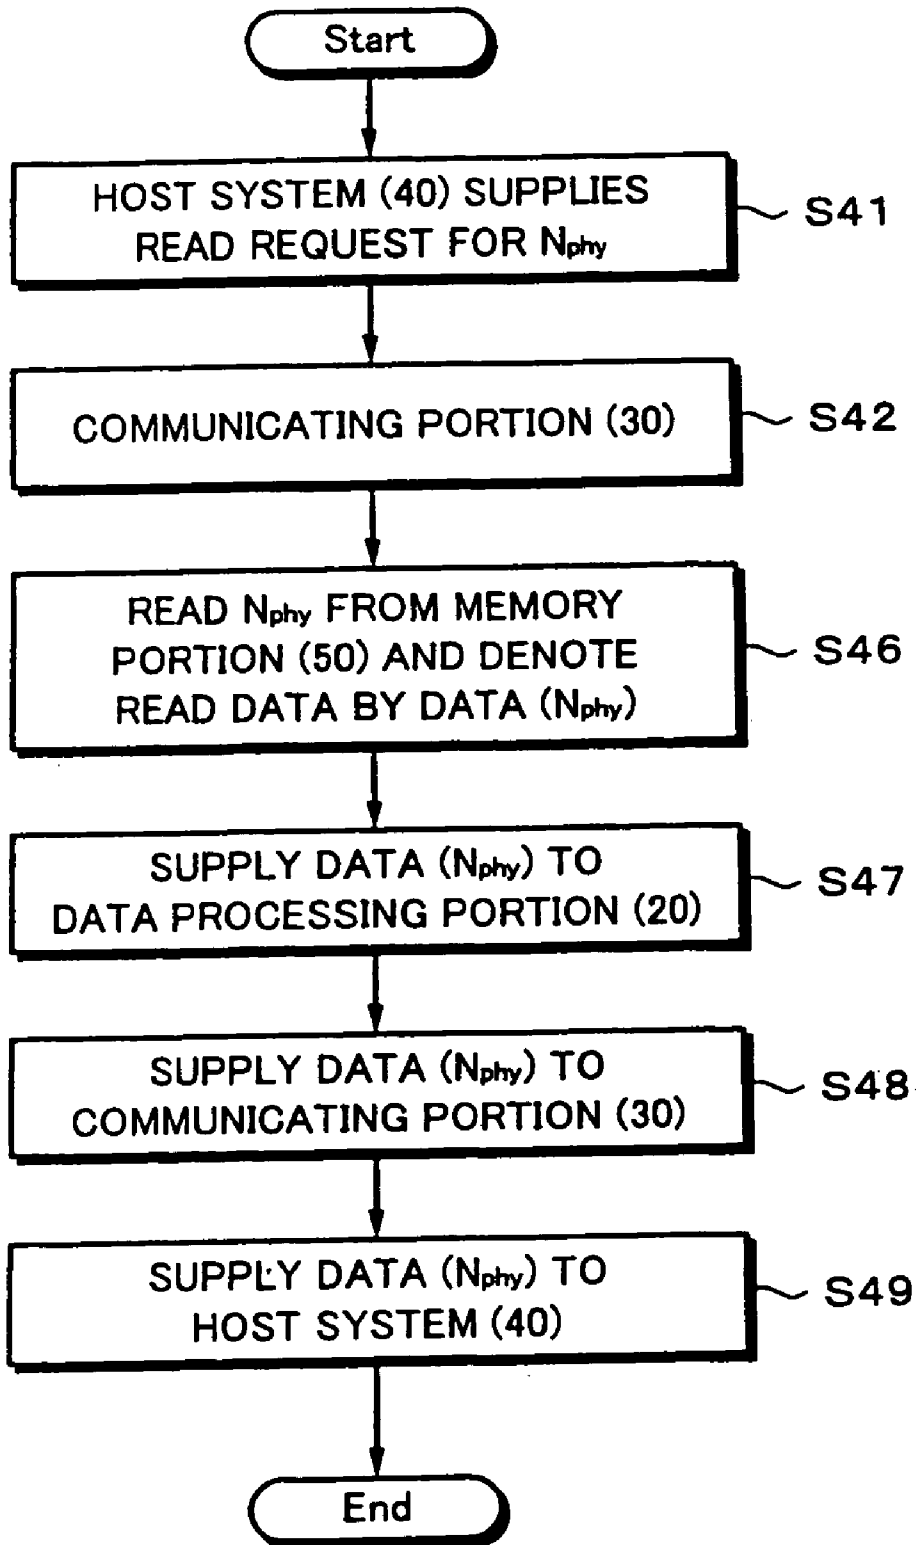 Start
HOST SYSTEM (40) SUPPLIES
READ REQUEST FOR Nphy
S41
COMMUNICATING PORTION (30)
S42
READ Nphy FROM MEMORY
PORTION (50) AND DENOTE
READ DATA BY DATA (Nphy)
S46
SUPPLY DATA (Nphy) TO
DATA PROCESSING PORTION (20)
S47
SUPPLY DATA (Nphy) TO
COMMUNICATING PORTION (30)
S48
SUPPLY DATA (Nphy) TO
HOST SYSTEM (40)
S49
End